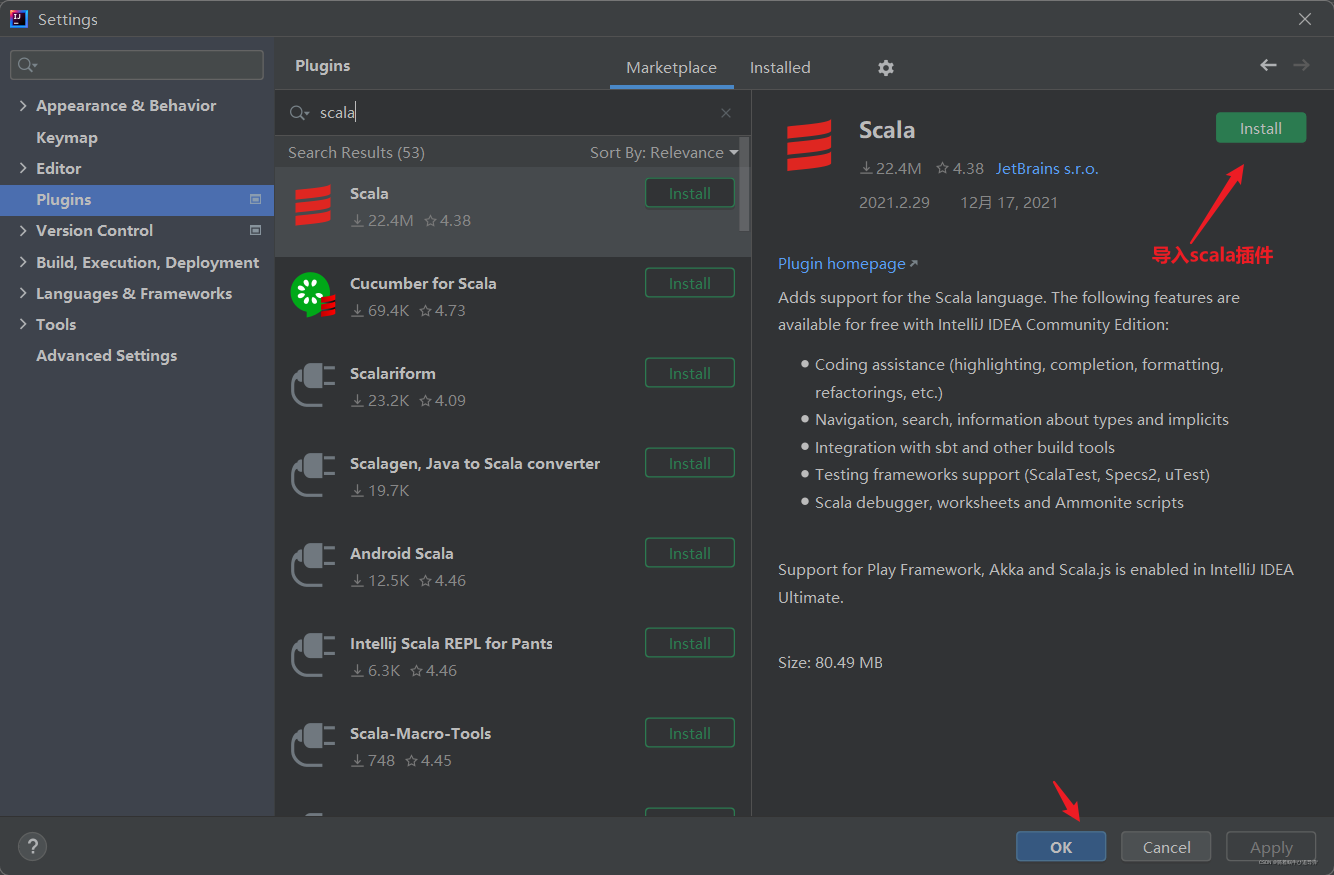 Settings
Plugins
Marketplace
Installed
Appearance & Behavior
Keymap
Editor
Plugins
Version Control
Build, Execution, Deployment
Languages & Frameworks
Tools
Advanced Settings
scala
Search Results (53)
Sort By: Relevance
Scala
Install
22.4M 4.38
Cucumber for Scala
Install
69.4K 4.73
Scalariform
Install
23.2K 4.09
Scalagen, Java to Scala converter
Install
19.7K
Android Scala
Install
12.5K 4.46
Intellij Scala REPL for Pants
Install
6.3K 4.46
Scala-Macro-Tools
Install
748 4.45
Scala
Install
22.4M 4.38 JetBrains s.r.o.
2021.2.29 12月 17, 2021
导入scala插件
Plugin homepage
Adds support for the Scala language. The following features are
available for free with IntelliJ IDEA Community Edition:
Coding assistance (highlighting, completion, formatting,
refactorings, etc.)
Navigation, search, information about types and implicits
Integration with sbt and other build tools
Testing frameworks support (ScalaTest, Specs2, uTest)
Scala debugger, worksheets and Ammonite scripts
Support for Play Framework, Akka and Scala.js is enabled in IntelliJ IDEA
Ultimate.
Size: 80.49 MB
?
OK
Cancel
Apply